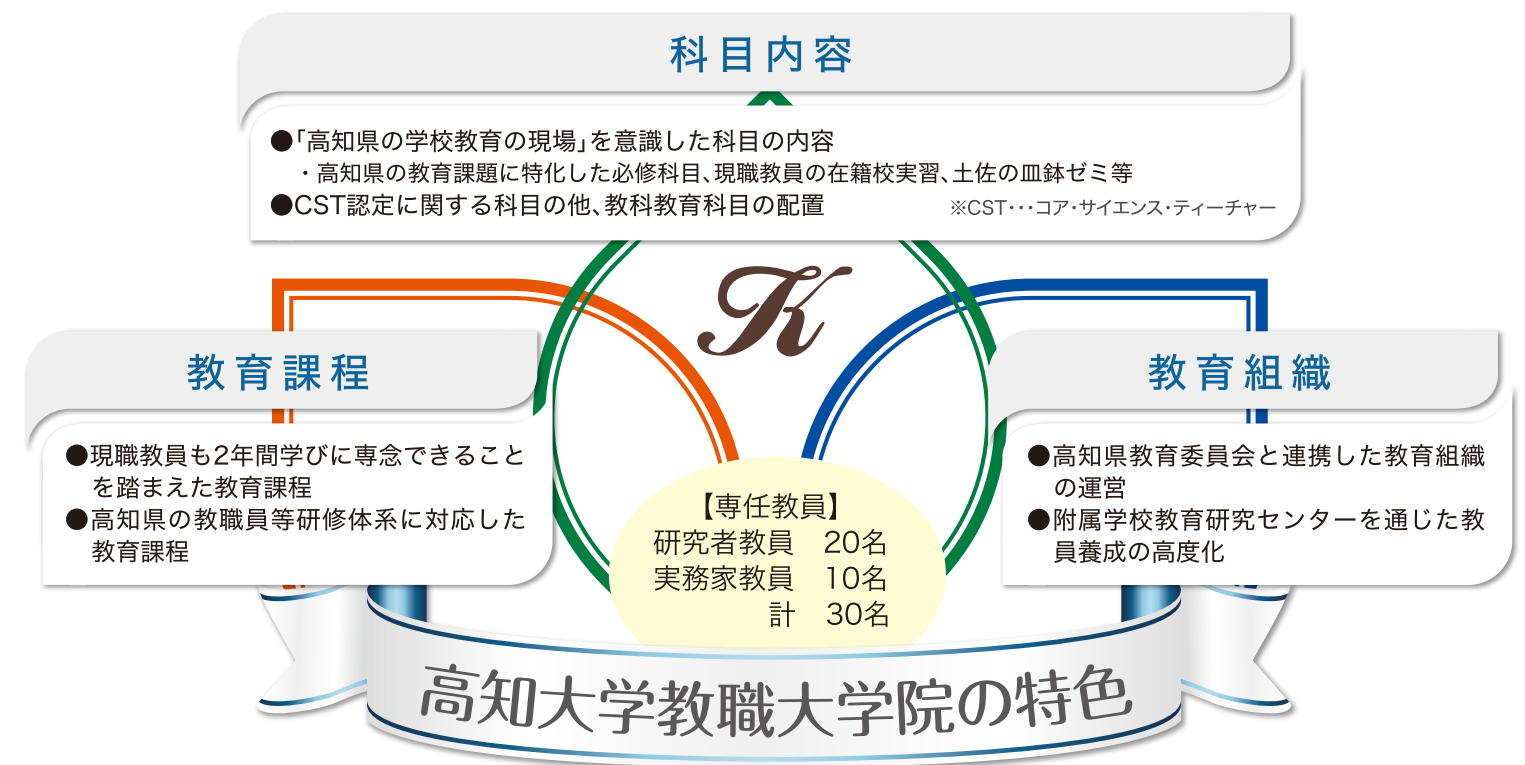 科目内容
●「高知県の学校教育の現場」を意識した科目の内容
・高知県の教育課題に特化した必修科目、現職教員の在籍校実習、土佐の皿鉢ゼミ等
●CST認定に関する科目の他、教科教育科目の配置
※CST･･･コア・サイエンス・ティーチャー
K
教育課程
●現職教員も2年間学びに専念できること
を踏まえた教育課程
●高知県の教職員等研修体系に対応した
教育課程
教育組織
●高知県教育委員会と連携した教育組織
の運営
●附属学校教育研究センターを通じた教
員養成の高度化
【専任教員】
研究者教員 20名
実務家教員 10名
計 30名
高知大学教職大学院の特色